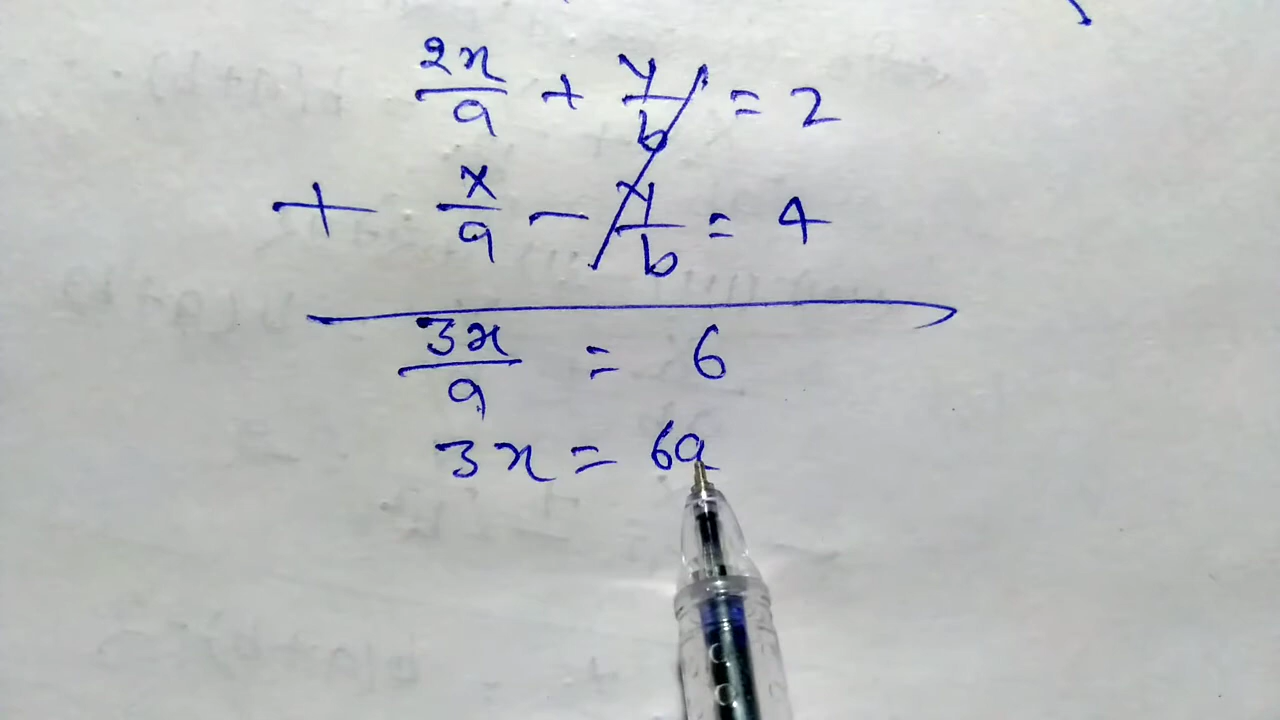 2x/a + y/b = 2
+ x/a - y/b = 4
3x/a = 6
3x = 6a